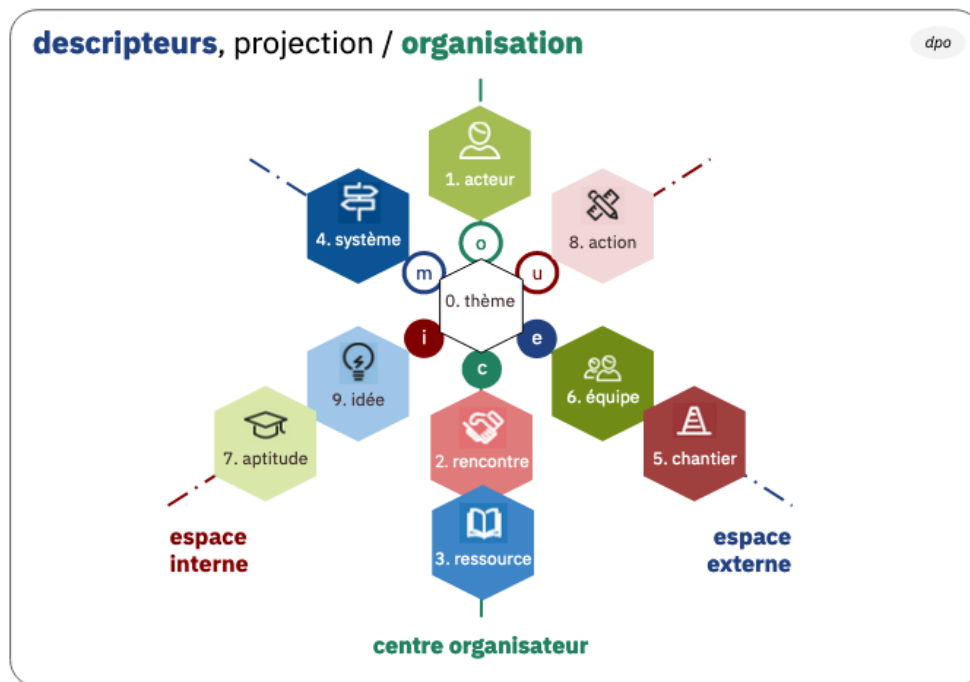 descripteurs, projection / organisation
dpo
1. acteur
4. système
8. action
o
m
u
0. thème
i
e
c
9. idée
6. équipe
7. aptitude
2. rencontre
5. chantier
espace
interne
espace
externe
3. ressource
centre organisateur